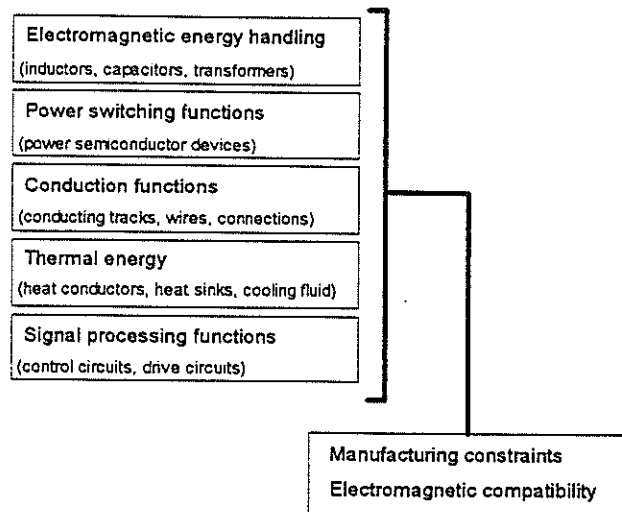 Electromagnetic energy handling
(inductors, capacitors, transformers)
Power switching functions
(power semiconductor devices)
Conduction functions
(conducting tracks, wires, connections)
Thermal energy
(heat conductors, heat sinks, cooling fluid)
Signal processing functions
(control circuits, drive circuits)
Manufacturing constraints
Electromagnetic compatibility